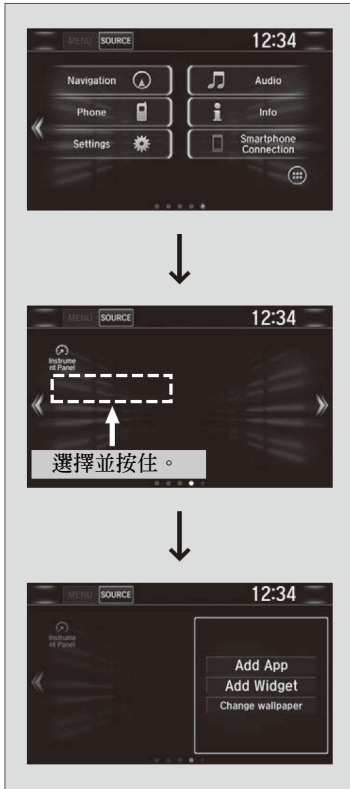 MENU SOURCE 12:34
Navigation Audio
Phone Info
Settings Smartphone
Connection
MENU SOURCE 12:34
Instrume
nt Panel
選擇並按住。
MENU SOURCE 12:34
Instrume
nt Panel
Add App
Add Widget
Change wallpaper